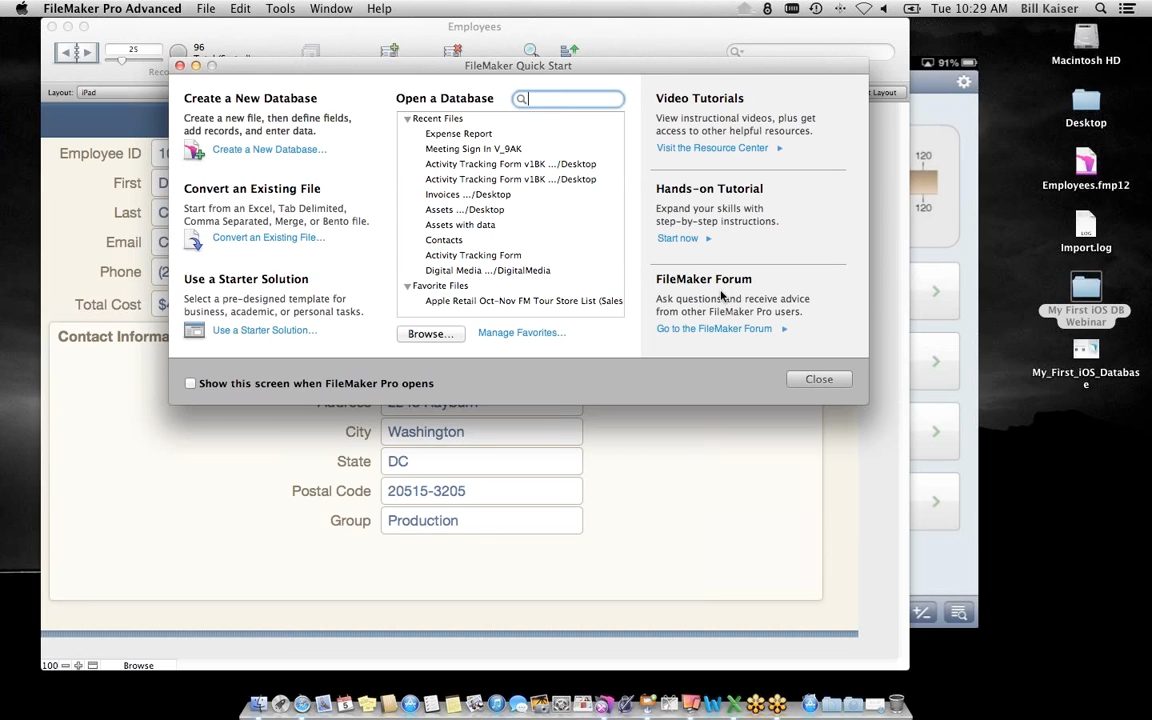 FileMaker Pro Advanced File Edit Tools Window Help
Tue 10:29 AM Bill Kaiser
Employees
25
96
Layout: iPad
Layout
91%
FileMaker Quick Start
Create a New Database
Create a new file, then define fields,
add records, and enter data.
Create a New Database...
Convert an Existing File
Start from an Excel, Tab Delimited,
Comma Separated, Merge, or Bento file.
Convert an Existing File...
Use a Starter Solution
Select a pre-designed template for
business, academic, or personal tasks.
Use a Starter Solution...
Open a Database
Recent Files
Expense Report
Meeting Sign In V_9AK
Activity Tracking Form v1BK .../Desktop
Activity Tracking Form v1BK .../Desktop
Invoices .../Desktop
Assets .../Desktop
Assets with data
Contacts
Activity Tracking Form
Digital Media .../DigitalMedia
Favorite Files
Apple Retail Oct-Nov FM Tour Store List (Sales
Browse...
Manage Favorites...
Video Tutorials
View instructional videos, plus get
access to other helpful resources.
Visit the Resource Center
Hands-on Tutorial
Expand your skills with
step-by-step instructions.
Start now
FileMaker Forum
Ask questions and receive advice
from other FileMaker Pro users.
Go to the FileMaker Forum
Show this screen when FileMaker Pro opens
Close
Employee ID
First
Last
Email
Phone
Total Cost
Contact Informa
City Washington
State DC
Postal Code 20515-3205
Group Production
100
Browse
120
120
Macintosh HD
Desktop
Employees.fmp12
LOG
Import.log
My First iOS DB
Webinar
My_First_iOS_Databas
e